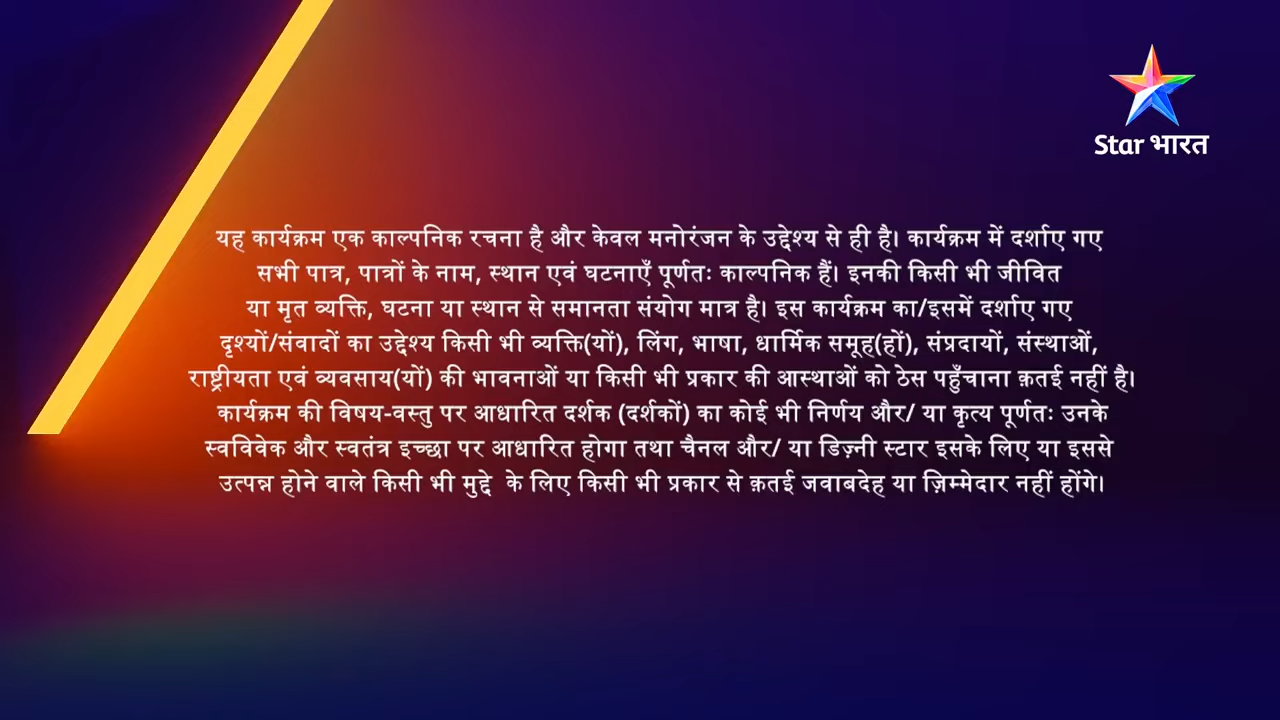 Star भारत
यह कार्यक्रम एक काल्पनिक रचना है और केवल मनोरंजन के उद्देश्य से ही है। कार्यक्रम में दर्शाए गए
सभी पात्र, पात्रों के नाम, स्थान एवं घटनाएँ पूर्णतः काल्पनिक हैं। इनकी किसी भी जीवित
या मृत व्यक्ति, घटना या स्थान से समानता संयोग मात्र है। इस कार्यक्रम का/इसमें दर्शाए गए
दृश्यों/संवादों का उद्देश्य किसी भी व्यक्ति(यों), लिंग, भाषा, धार्मिक समूह(हों), संप्रदायों, संस्थाओं,
राष्ट्रीयता एवं व्यवसाय(यों) की भावनाओं या किसी भी प्रकार की आस्थाओं को ठेस पहुँचाना क़तई नहीं है।
कार्यक्रम की विषय-वस्तु पर आधारित दर्शक (दर्शकों) का कोई भी निर्णय और/ या कृत्य पूर्णतः उनके
स्वविवेक और स्वतंत्र इच्छा पर आधारित होगा तथा चैनल और/ या डिज़्नी स्टार इसके लिए या इससे
उत्पन्न होने वाले किसी भी मुद्दे के लिए किसी भी प्रकार से क़तई जवाबदेह या ज़िम्मेदार नहीं होंगे।